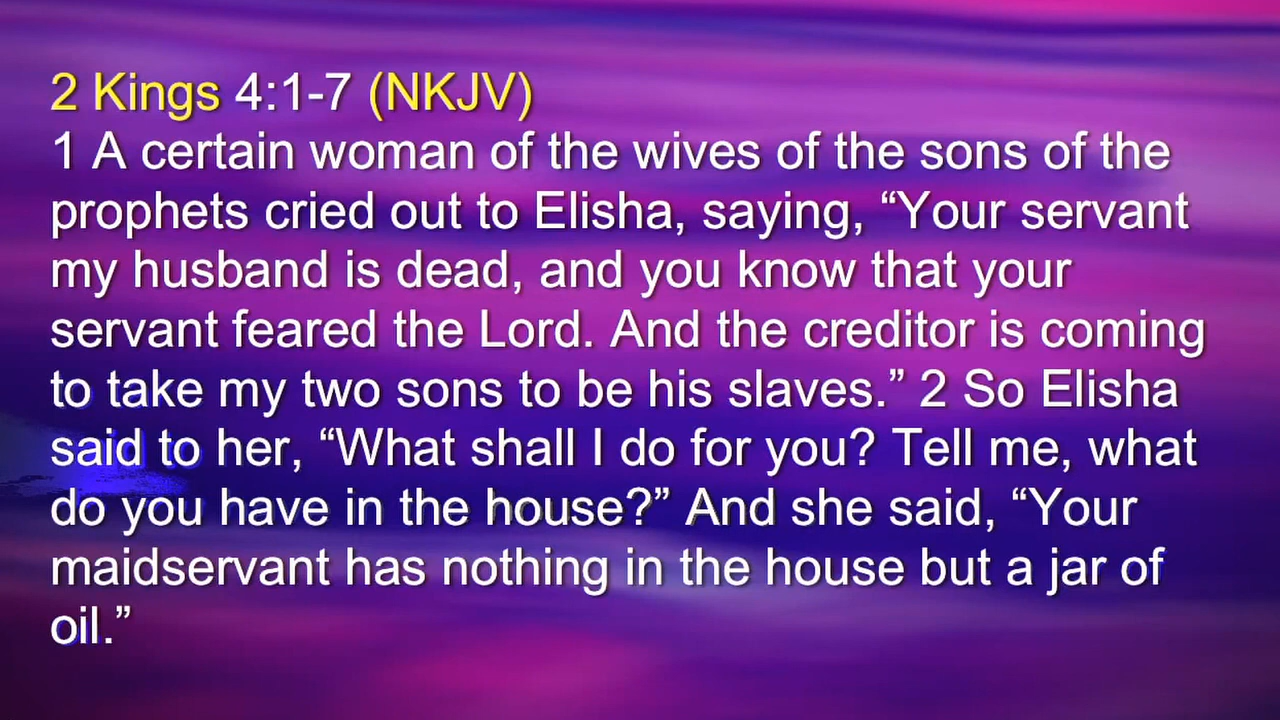 2 Kings 4:1-7 (NKJV)
1 A certain woman of the wives of the sons of the
prophets cried out to Elisha, saying, “Your servant
my husband is dead, and you know that your
servant feared the Lord. And the creditor is coming
to take my two sons to be his slaves.” 2 So Elisha
said to her, “What shall I do for you? Tell me, what
do you have in the house?” And she said, “Your
maidservant has nothing in the house but a jar of
oil.”